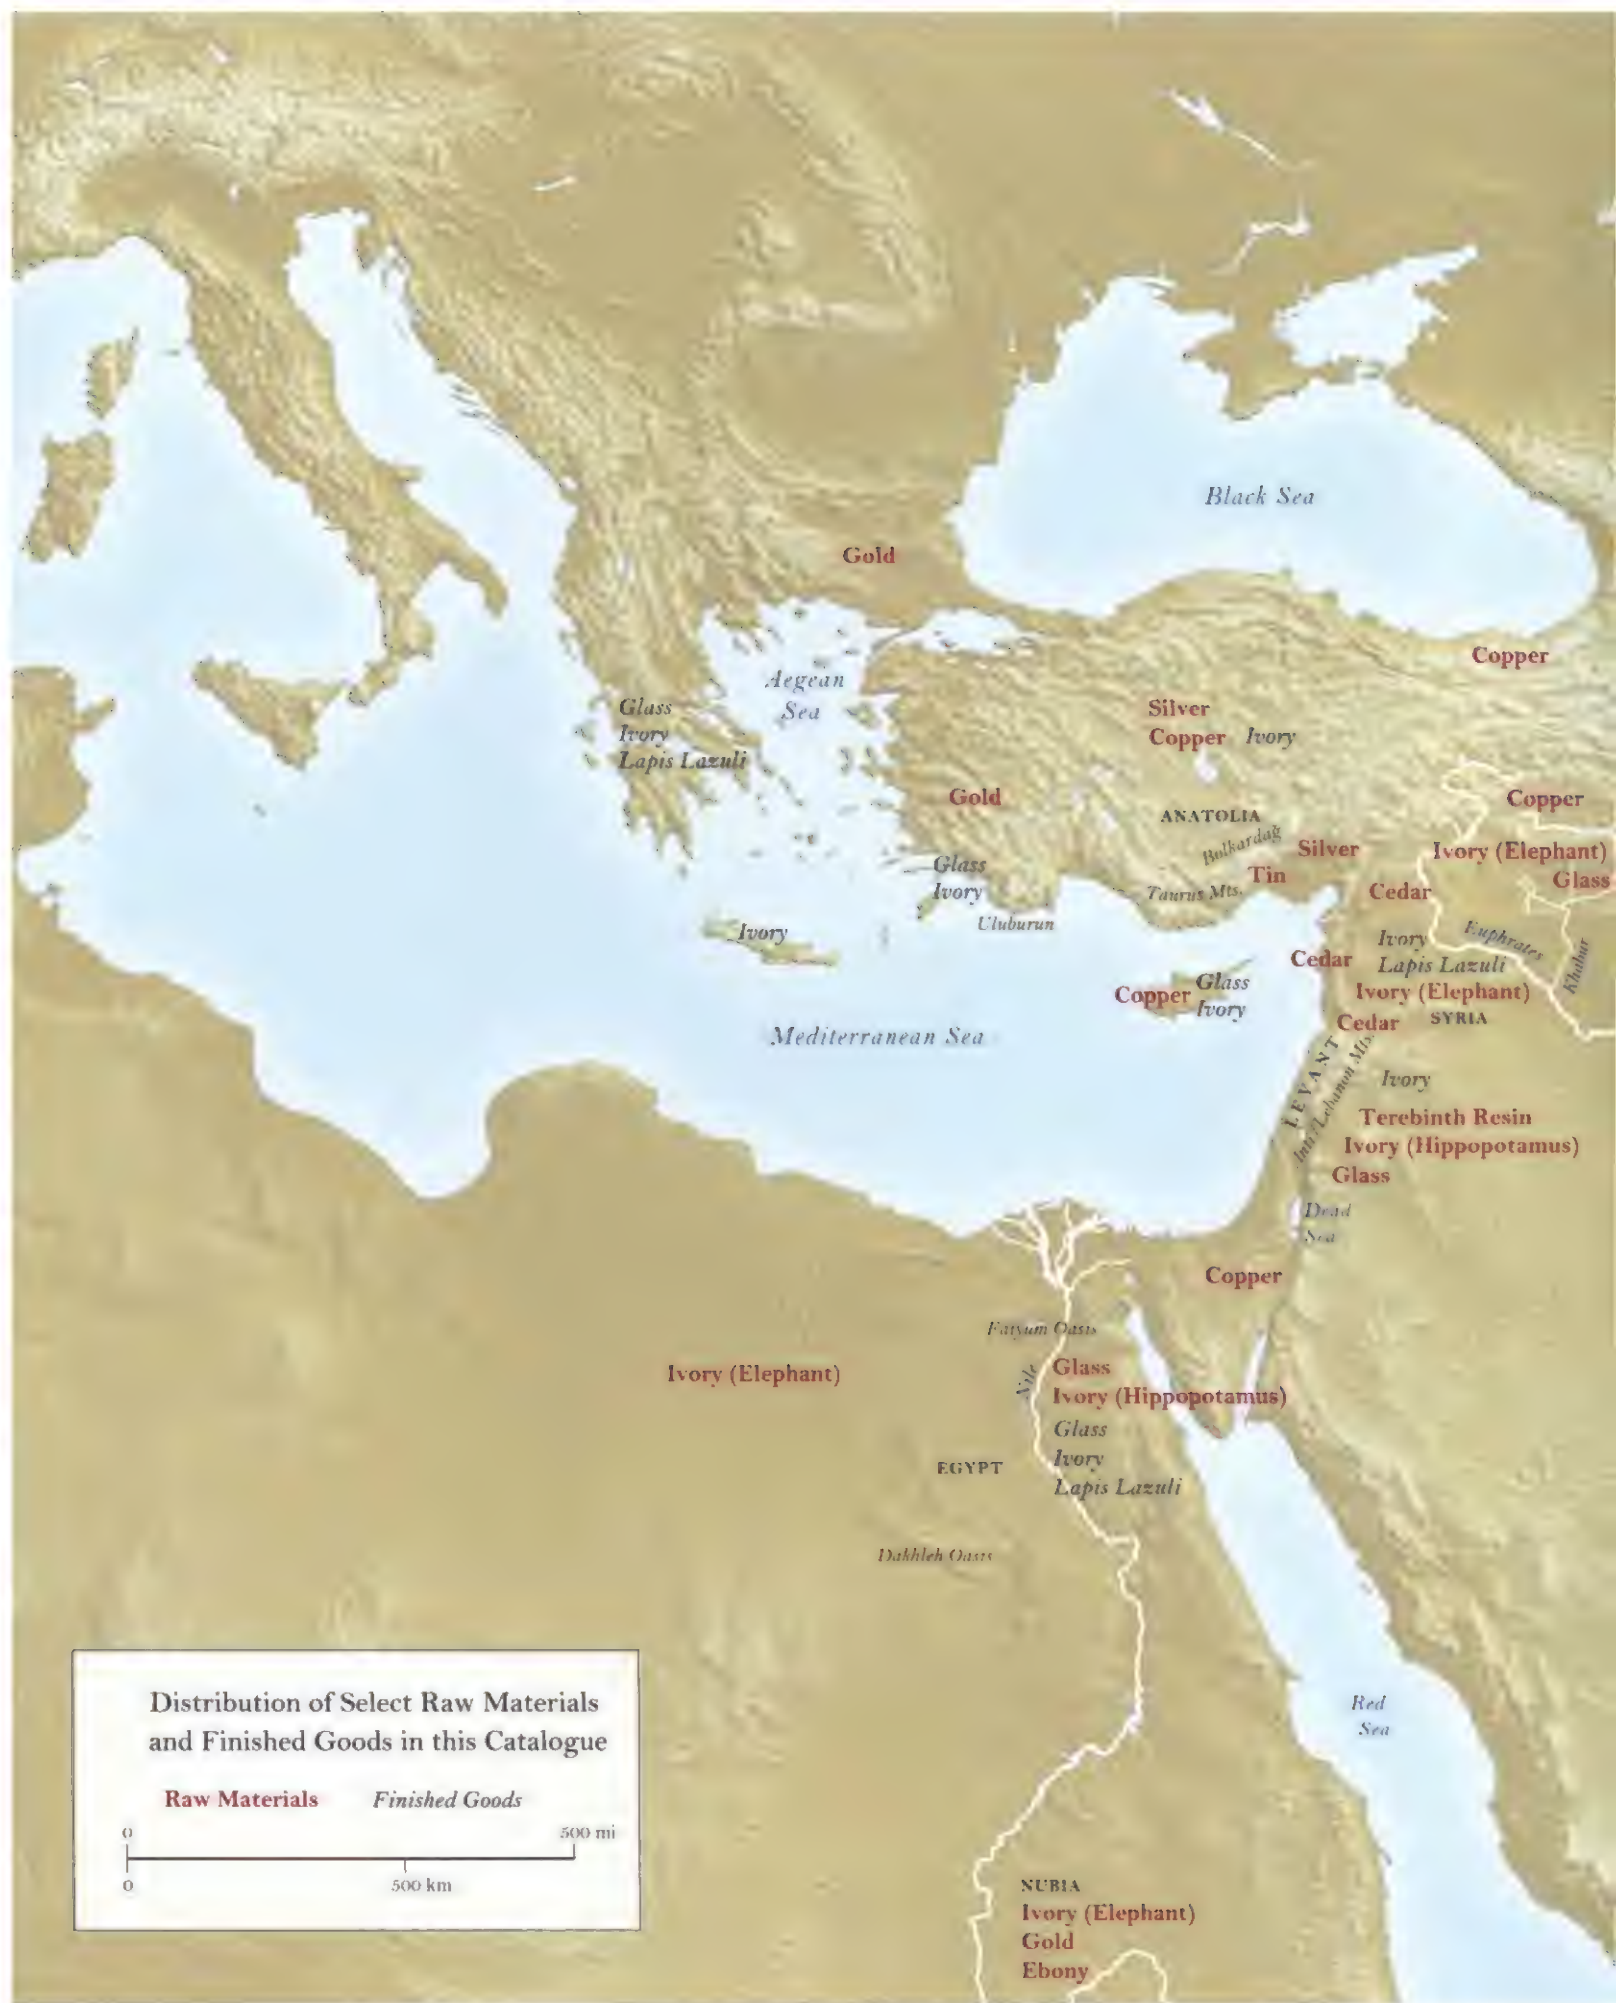 Black Sea
Gold
Copper
Aegean
Sea
Glass
Ivory
Lapis Lazuli
Silver
Copper Ivory
Gold
Copper
ANATOLIA
Bolkardağ
Silver
Tin
Taurus Mts.
Ivory (Elephant)
Glass
Cedar
Glass
Ivory
Uluburun
Ivory
Ivory
Lapis Lazuli
Euphrates
Khabur
Cedar
Ivory (Elephant)
SYRIA
Cedar
Copper
Glass
Ivory
Mediterranean Sea
LEVANT
Lebanon Mts.
Ivory
Terebinth Resin
Ivory (Hippopotamus)
Glass
Dead
Sea
Copper
Faiyum Oasis
Nile
Ivory (Elephant)
Glass
Ivory (Hippopotamus)
Glass
Ivory
Lapis Lazuli
EGYPT
Dakhleh Oasis
Red
Sea
Distribution of Select Raw Materials
and Finished Goods in this Catalogue
Raw Materials Finished Goods
0 500 mi
0 500 km
NUBIA
Ivory (Elephant)
Gold
Ebony